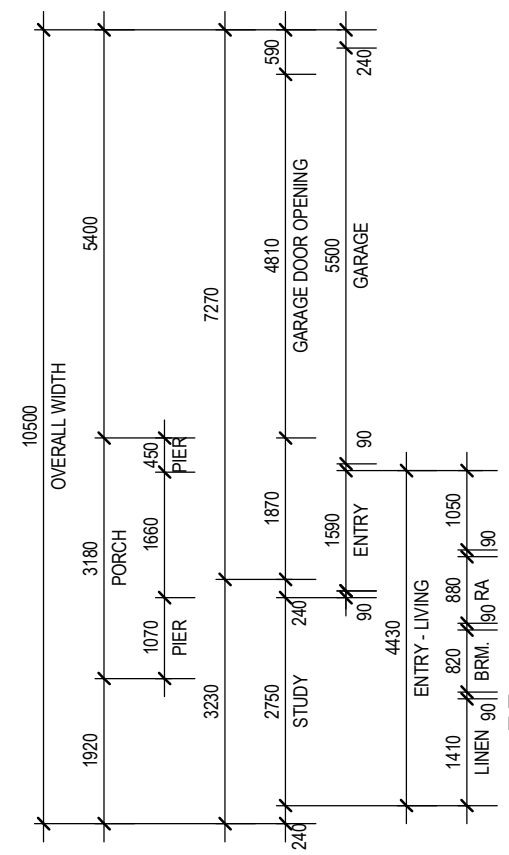 10500
OVERALL WIDTH
1920 3180 5400
PORCH
1070 1660 450
PIER PIER
3230 7270
240 2750 240 1870 4810 590
STUDY GARAGE DOOR OPENING
90 1590 90 5500 240
ENTRY GARAGE
4430
ENTRY - LIVING
1410 90 820 90 880 90 1050
LINEN BRM. RA